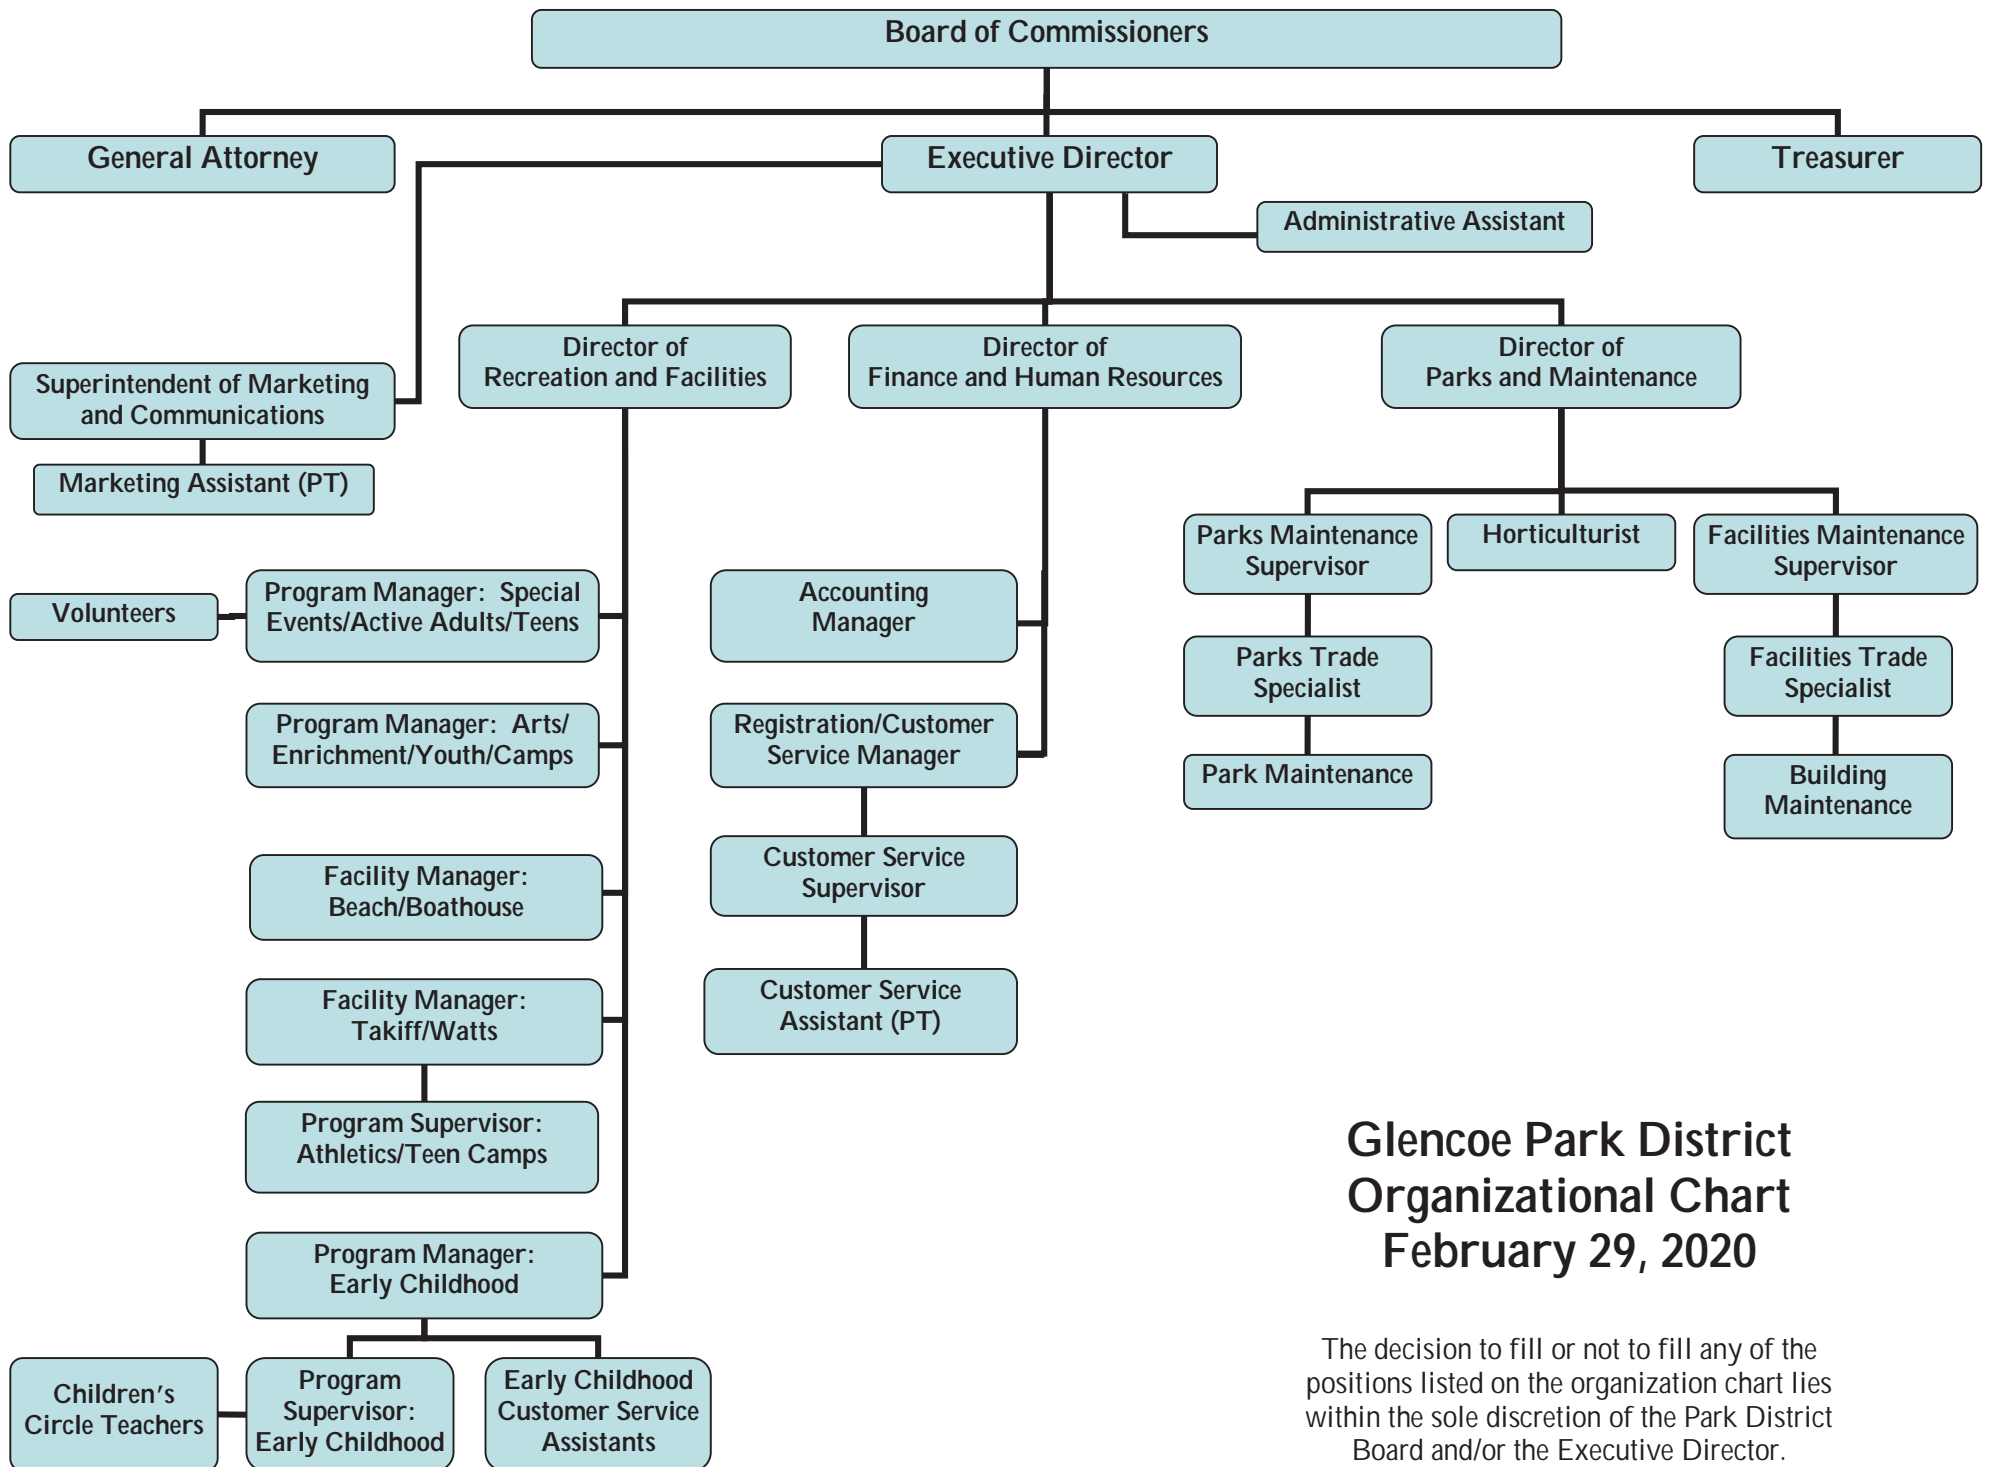 Board of Commissioners
General Attorney
Executive Director
Treasurer
Administrative Assistant
Superintendent of Marketing
and Communications
Director of
Recreation and Facilities
Director of
Finance and Human Resources
Director of
Parks and Maintenance
Marketing Assistant (PT)
Parks Maintenance
Supervisor
Horticulturist
Facilities Maintenance
Supervisor
Volunteers
Program Manager:  Special
Events/Active Adults/Teens
Accounting
Manager
Parks Trade
Specialist
Facilities Trade
Specialist
Program Manager:  Arts/
Enrichment/Youth/Camps
Registration/Customer
Service Manager
Park Maintenance
Building
Maintenance
Facility Manager:
Beach/Boathouse
Customer Service
Supervisor
Facility Manager:
Takiff/Watts
Customer Service
Assistant (PT)
Program Supervisor:
Athletics/Teen Camps
Program Manager:
Early Childhood
Children's
Circle Teachers
Program
Supervisor:
Early Childhood
Early Childhood
Customer Service
Assistants
Glencoe Park District
Organizational Chart
February 29, 2020
The decision to fill or not to fill any of the
positions listed on the organization chart lies
within the sole discretion of the Park District
Board and/or the Executive Director.